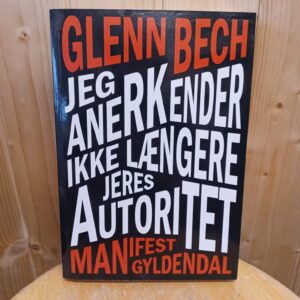 GLENN BECH
JEG
ANERKENDER
IKKE LÆNGERE
JERES
AUTORITET
MANIFEST
GYLDENDAL